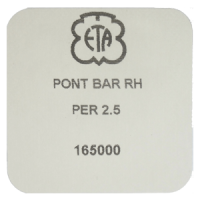 ETA
PONT BAR RH
PER 2.5
165000